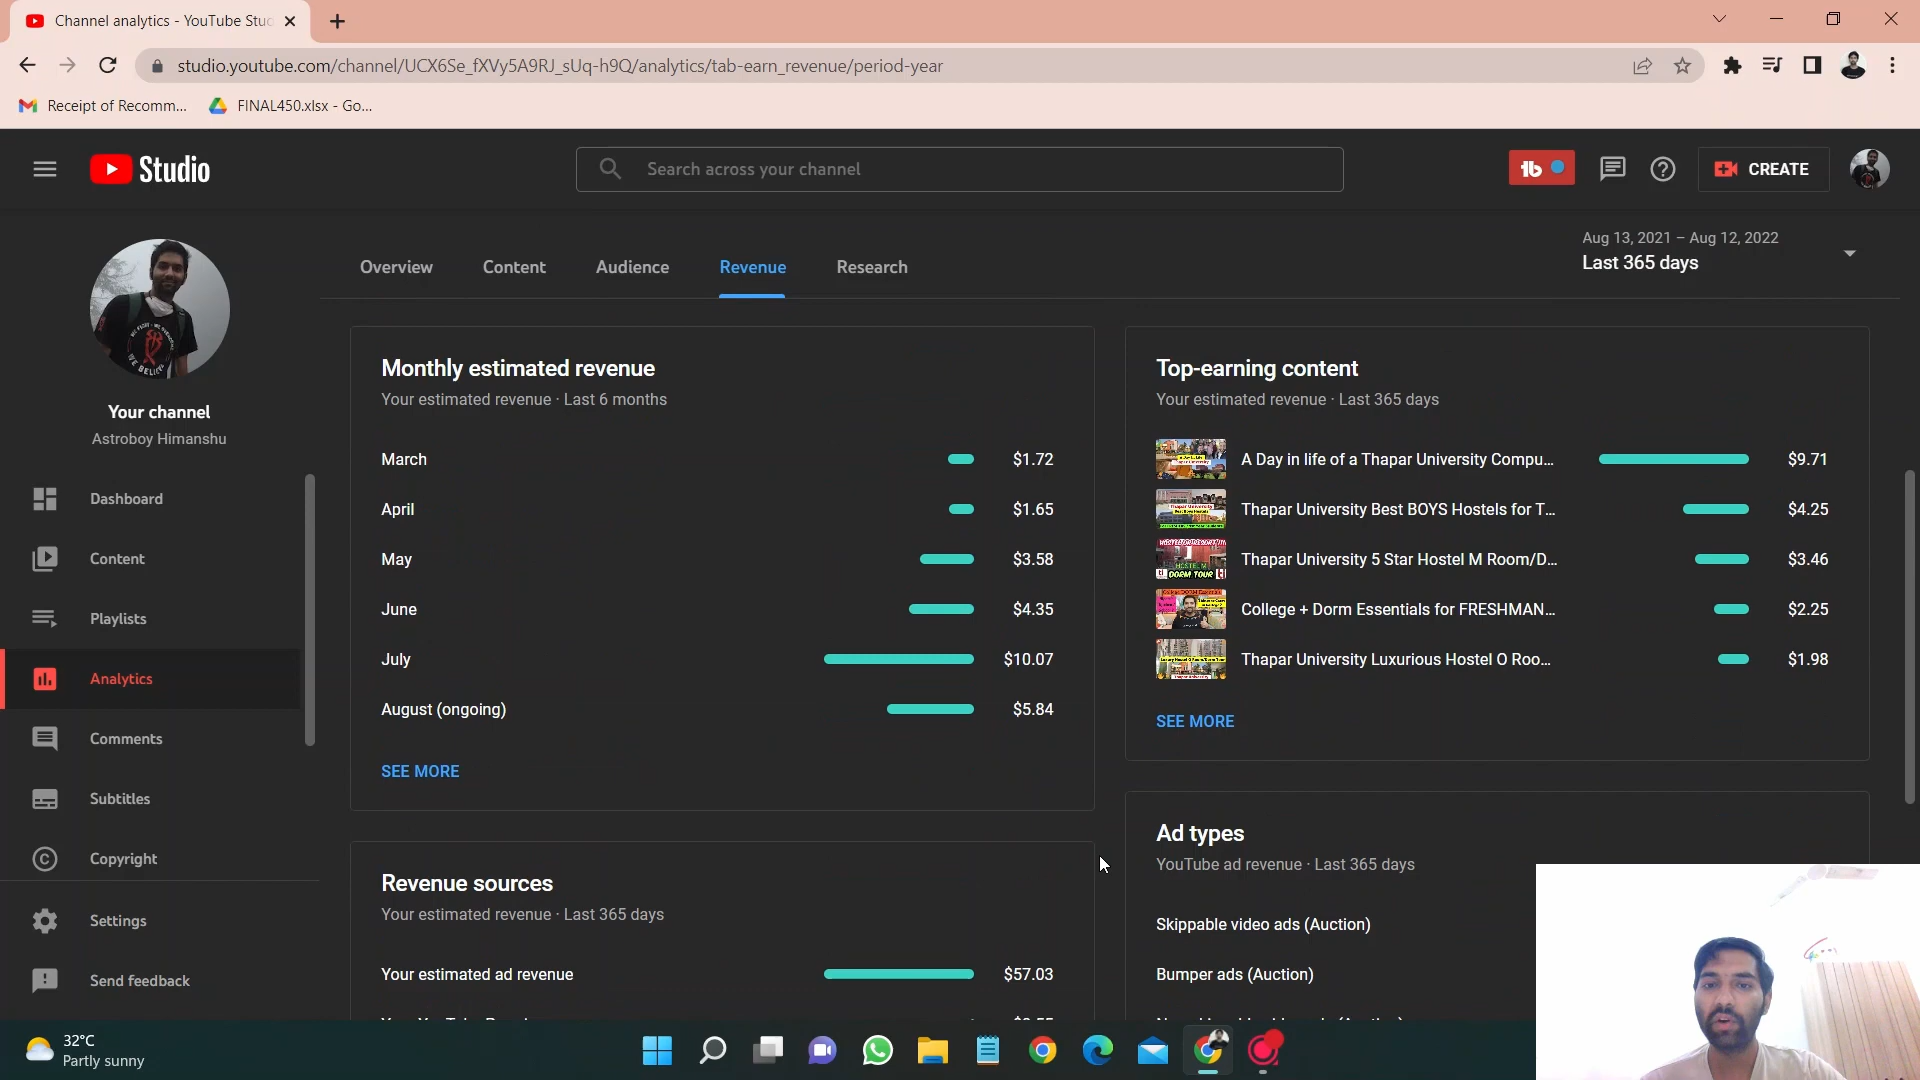 Channel analytics - YouTube Stud
studio.youtube.com/channel/UCX6Se_fXVy5A9RJ_sUq-h9Q/analytics/tab-earn_revenue/period-year
Receipt of Recomm...
FINAL450.xlsx - Go...
Studio
Search across your channel
tb
CREATE
Your channel
Astroboy Himanshu
Dashboard
Content
Playlists
Analytics
Comments
Subtitles
Copyright
Settings
Send feedback
Overview
Content
Audience
Revenue
Research
Aug 13, 2021 – Aug 12, 2022
Last 365 days
Monthly estimated revenue
Your estimated revenue · Last 6 months
March $1.72
April $1.65
May $3.58
June $4.35
July $10.07
August (ongoing) $5.84
SEE MORE
Revenue sources
Your estimated revenue · Last 365 days
Your estimated ad revenue $57.03
Top-earning content
Your estimated revenue · Last 365 days
A Day in life of a Thapar University Compu... $9.71
Thapar University Best BOYS Hostels for T... $4.25
Thapar University 5 Star Hostel M Room/D... $3.46
College + Dorm Essentials for FRESHMAN... $2.25
Thapar University Luxurious Hostel O Roo... $1.98
SEE MORE
Ad types
YouTube ad revenue · Last 365 days
Skippable video ads (Auction)
Bumper ads (Auction)
32°C
Partly sunny